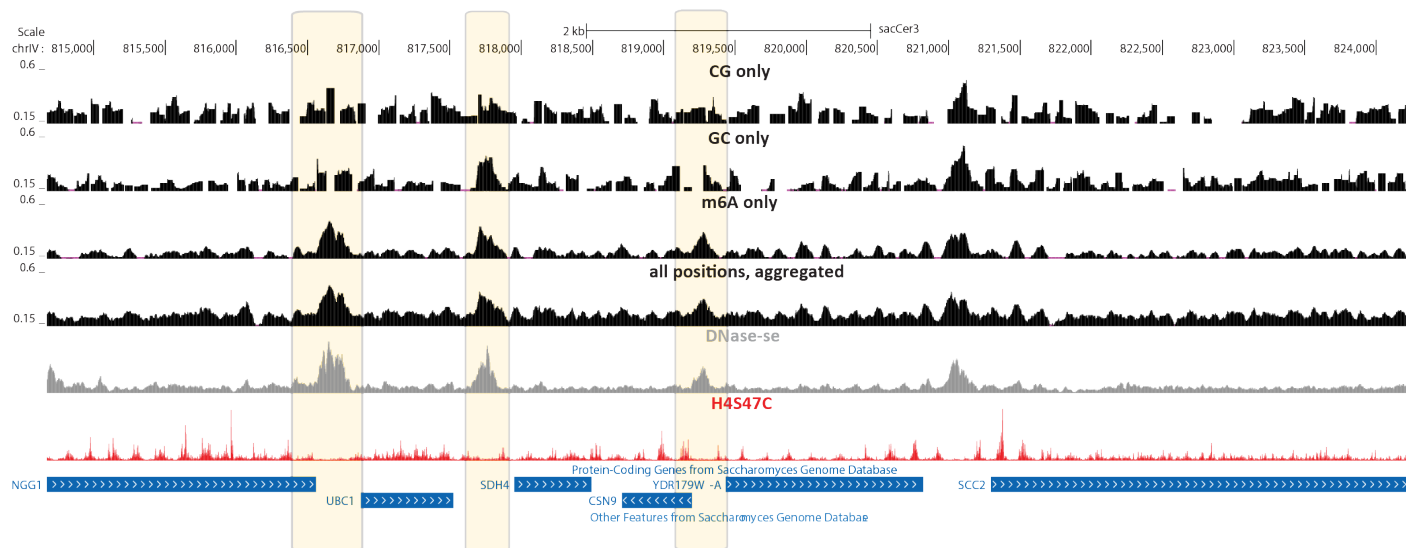 Scale 2 kb sacCer3
chrIV: 815,000 815,500 816,000 816,500 817,000 817,500 818,000 818,500 819,000 819,500 820,000 820,500 821,000 821,500 822,000 822,500 823,000 823,500 824,000
0.6
CG only
0.15
0.6
GC only
0.15
0.6
m6A only
0.15
0.6
all positions, aggregated
0.15
DNase-se
H4S47C
Protein-Coding Genes from Saccharomyces Genome Database
NGG1 SDH4 YDR179W -A SCC2
UBC1 CSN9
Other Features from Saccharomyces Genome Databas